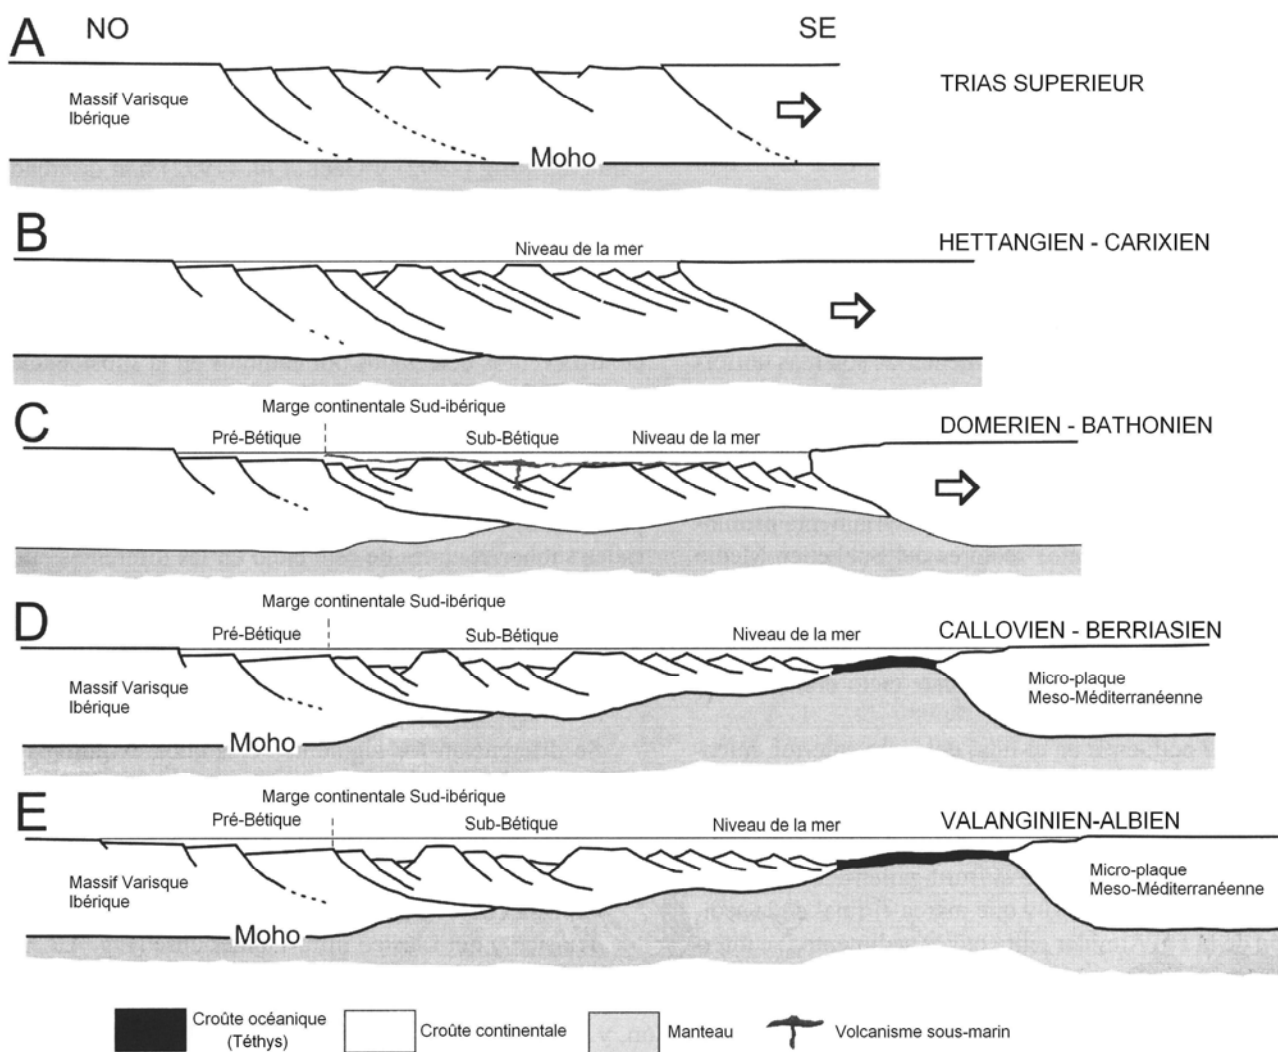 A
NO
SE
TRIAS SUPERIEUR
Massif Varisque
Ibérique
Moho
B
Niveau de la mer
HETTANGIEN - CARIXIEN
Marge continentale Sud-ibérique
C
Pré-Bétique
Sub-Bétique
Niveau de la mer
DOMERIEN - BATHONIEN
Marge continentale Sud-ibérique
D
Pré-Bétique
Sub-Bétique
Niveau de la mer
CALLOVIEN - BERRIASIEN
Massif Varisque
Ibérique
Micro-plaque
Meso-Méditerranéenne
Moho
Marge continentale Sud-ibérique
E
Pré-Bétique
Sub-Bétique
Niveau de la mer
VALANGINIEN-ALBIEN
Massif Varisque
Ibérique
Micro-plaque
Meso-Méditerranéenne
Moho
Croûte océanique
(Téthys)
Croûte continentale
Manteau
Volcanisme sous-marin